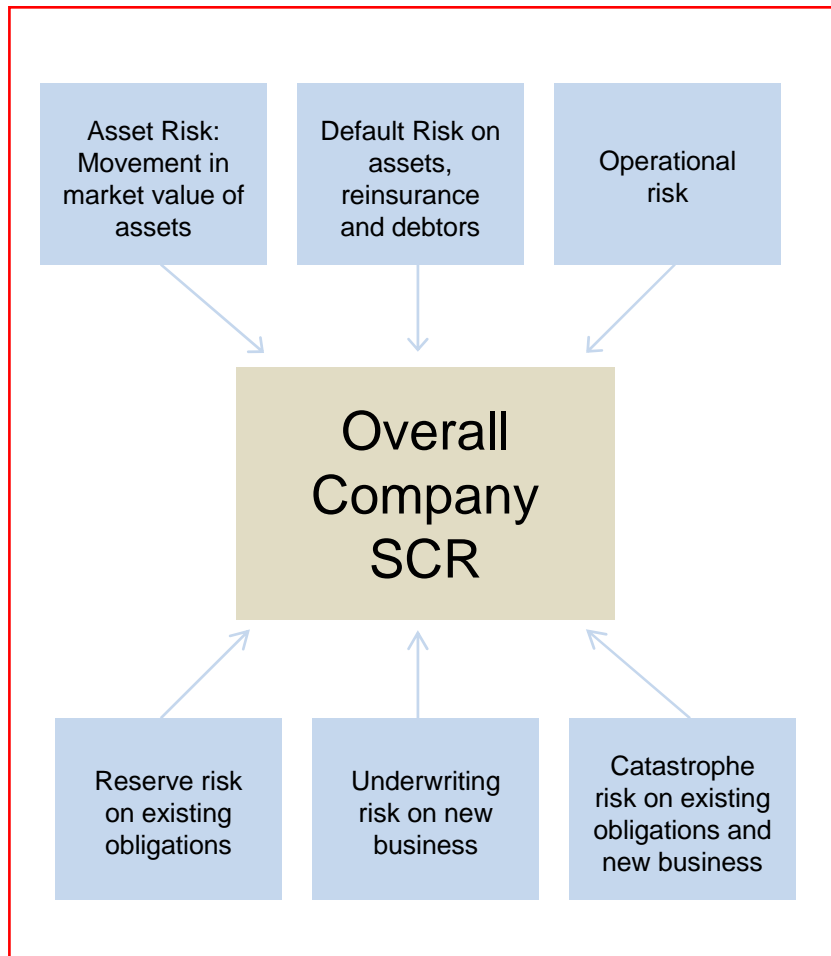 Asset Risk:
Movement in
market value of
assets
Default Risk on
assets,
reinsurance
and debtors
Operational
risk
Overall
Company
SCR
Reserve risk
on existing
obligations
Underwriting
risk on new
business
Catastrophe
risk on existing
obligations and
new business